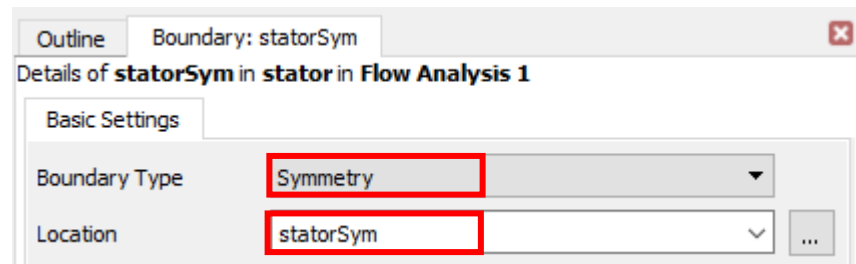 Outline Boundary: statorSym
Details of statorSym in stator in Flow Analysis 1
Basic Settings
Boundary Type Symmetry
Location statorSym ...